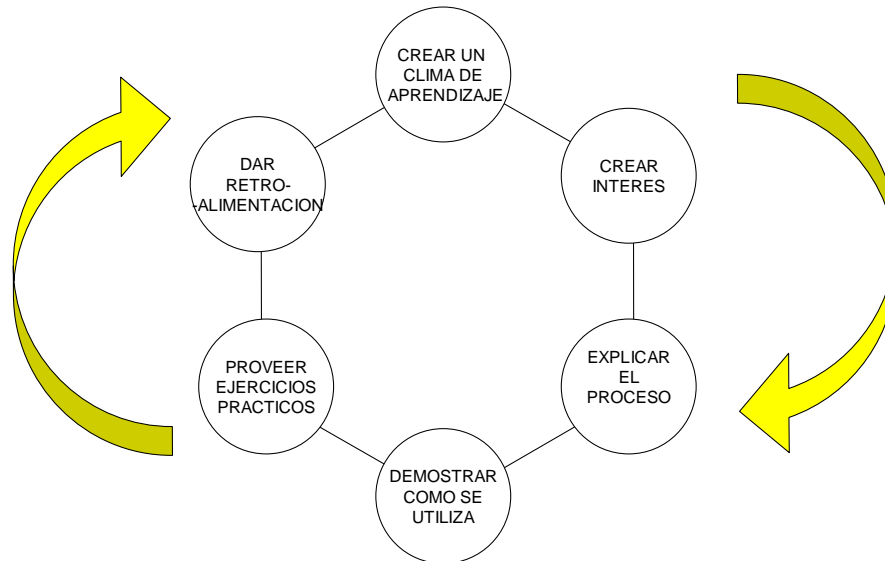 CREAR UN
CLIMA DE
APRENDIZAJE
CREAR
INTERES
EXPLICAR
EL
PROCESO
DEMOSTRAR
COMO SE
UTILIZA
PROVEER
EJERCICIOS
PRACTICOS
DAR
RETRO-
-ALIMENTACION